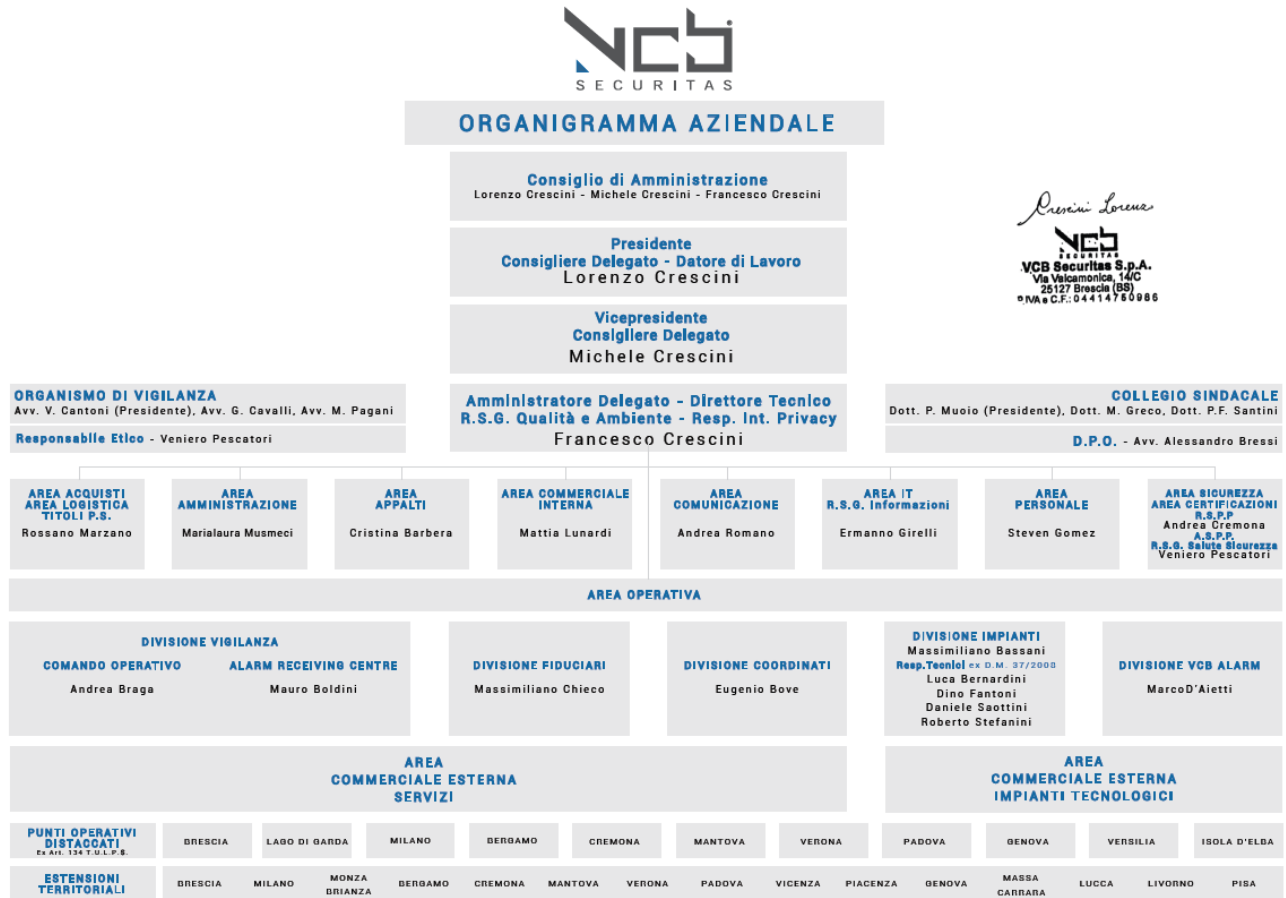 VCb
SECURITAS
ORGANIGRAMMA AZIENDALE
Consiglio di Amministrazione
Lorenzo Crescini - Michele Crescini - Francesco Crescini
Presidente
Consigliere Delegato - Datore di Lavoro
Lorenzo Crescini
Crescini Lorenzo
VCb
SECURITAS
VCB Securitas S.p.A.
Via Valcamonica, 14/C
25127 Brescia (BS)
P.IVA e C.F.: 04414750986
Vicepresidente
Consigliere Delegato
Michele Crescini
ORGANISMO DI VIGILANZA
Avv. V. Cantoni (Presidente), Avv. G. Cavalli, Avv. M. Pagani
Responsabile Etico - Veniero Pescatori
Amministratore Delegato - Direttore Tecnico
R.S.G. Qualità e Ambiente - Resp. Int. Privacy
Francesco Crescini
COLLEGIO SINDACALE
Dott. P. Muoio (Presidente), Dott. M. Greco, Dott. P.F. Santini
D.P.O. - Avv. Alessandro Bressi
AREA ACQUISTI
AREA LOGISTICA
TITOLI P.S.
Rossano Marzano
AREA
AMMINISTRAZIONE
Marialaura Musmeci
AREA
APPALTI
Cristina Barbera
AREA COMMERCIALE
INTERNA
Mattia Lunardi
AREA
COMUNICAZIONE
Andrea Romano
AREA IT
R.S.G. Informazioni
Ermanno Girelli
AREA
PERSONALE
Steven Gomez
AREA SICUREZZA
AREA CERTIFICAZIONI
R.S.P.P
Andrea Cremona
A.S.P.P.
R.S.G. Salute Sicurezza
Veniero Pescatori
AREA OPERATIVA
DIVISIONE VIGILANZA
COMANDO OPERATIVO
Andrea Braga
ALARM RECEIVING CENTRE
Mauro Boldini
DIVISIONE FIDUCIARI
Massimiliano Chieco
DIVISIONE COORDINATI
Eugenio Bove
DIVISIONE IMPIANTI
Massimiliano Bassani
Resp.Tecnici ex D.M. 37/2008
Luca Bernardini
Dino Fantoni
Daniele Saottini
Roberto Stefanini
DIVISIONE VCB ALARM
MarcoD'Aietti
AREA
COMMERCIALE ESTERNA
SERVIZI
AREA
COMMERCIALE ESTERNA
IMPIANTI TECNOLOGICI
PUNTI OPERATIVI
DISTACCATI
Ex Art. 134 T.U.L.P.S.
BRESCIA LAGO DI GARDA MILANO BERGAMO CREMONA MANTOVA VERONA PADOVA GENOVA VERSILIA ISOLA D'ELBA
ESTENSIONI
TERRITORIALI
BRESCIA MILANO MONZA BRIANZA BERGAMO CREMONA MANTOVA VERONA PADOVA VICENZA PIACENZA GENOVA MASSA CARRARA LUCCA LIVORNO PISA